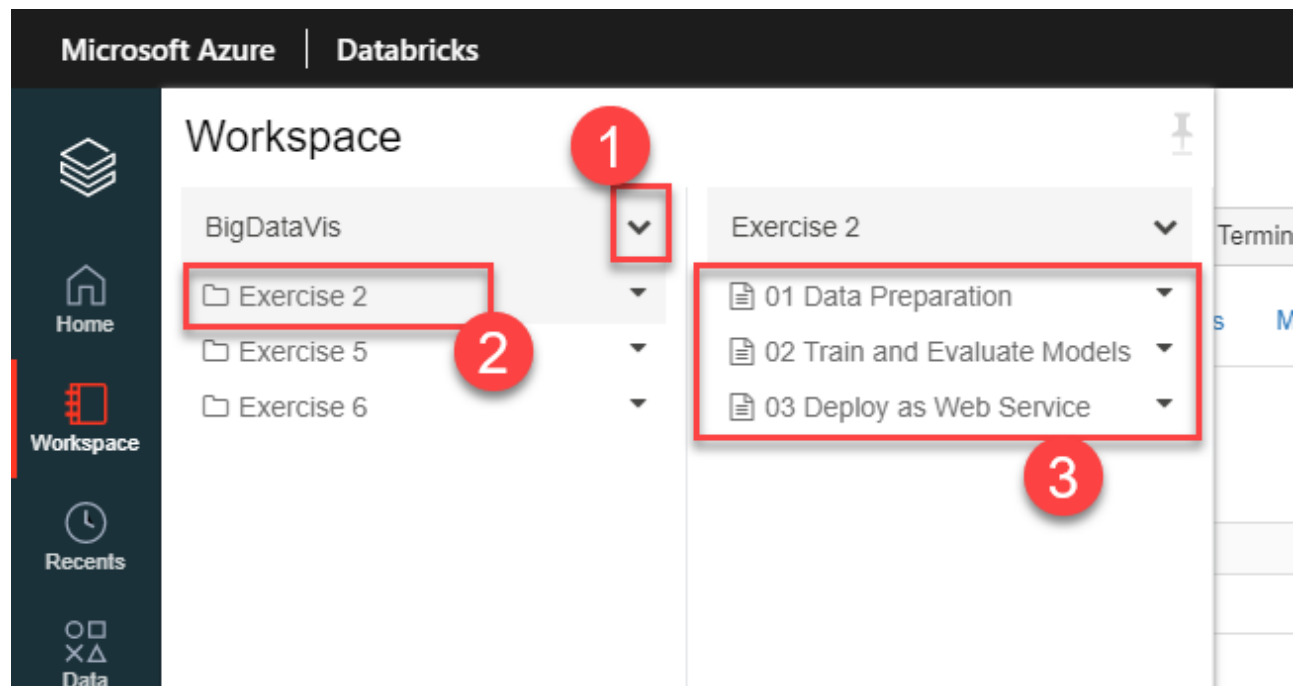 Microsoft Azure | Databricks
Workspace
1
BigDataVis
Exercise 2
Exercise 2
01 Data Preparation
Exercise 5
2
02 Train and Evaluate Models
Exercise 6
03 Deploy as Web Service
3
Home
Workspace
Recents
Data
Termin
s
M